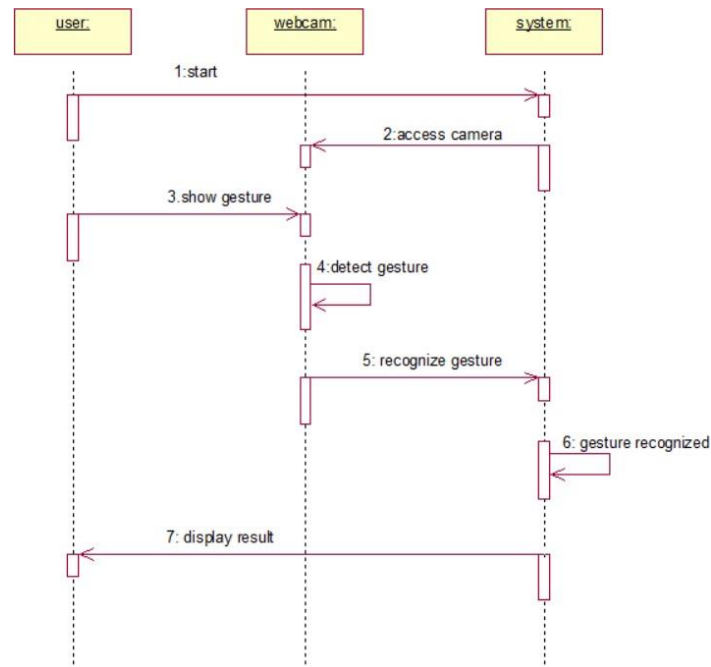 user:
webcam:
system:
1:start
2:access camera
3.show gesture
4:detect gesture
5: recognize gesture
6: gesture recognized
7: display result